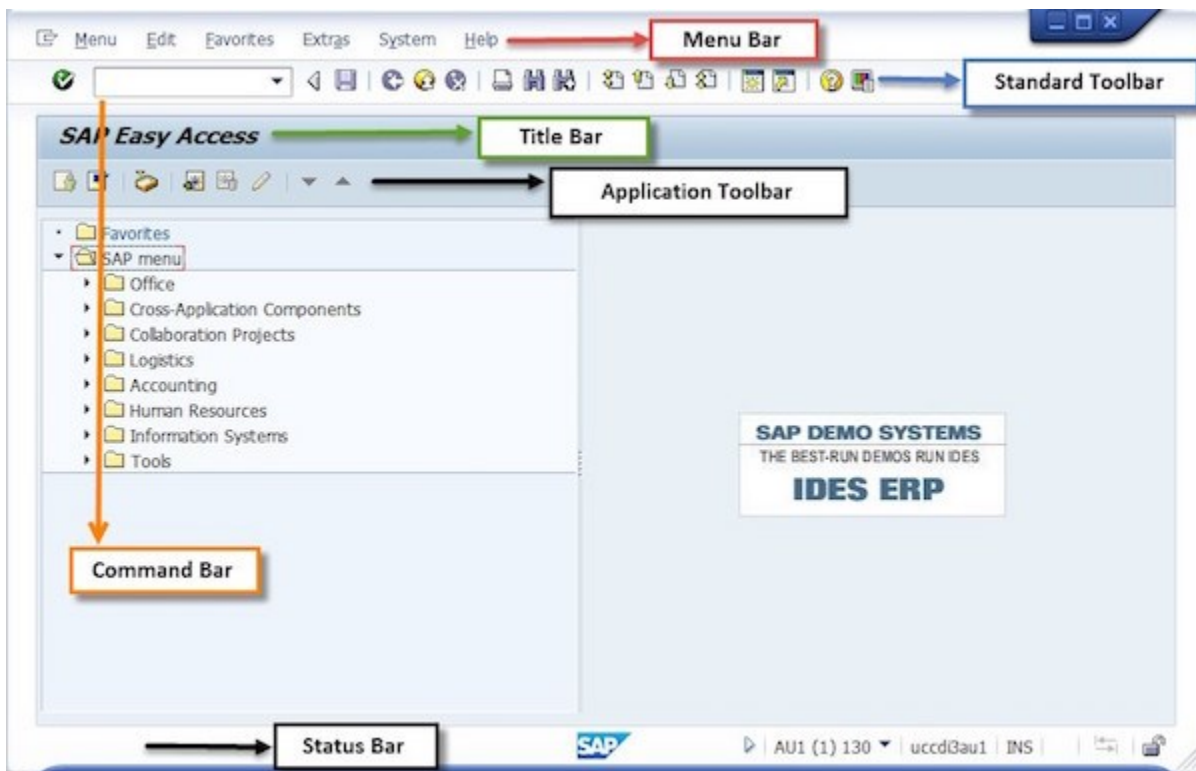 Menu Edit Favorites Extras System Help Menu Bar
Standard Toolbar
SAP Easy Access Title Bar
Application Toolbar
Favorites
SAP menu
Office
Cross-Application Components
Collaboration Projects
Logistics
Accounting
Human Resources
Information Systems
Tools
SAP DEMO SYSTEMS
THE BEST-RUN DEMOS RUN IDES
IDES ERP
Command Bar
Status Bar SAP AU1 (1) 130 uccdi3au1 INS